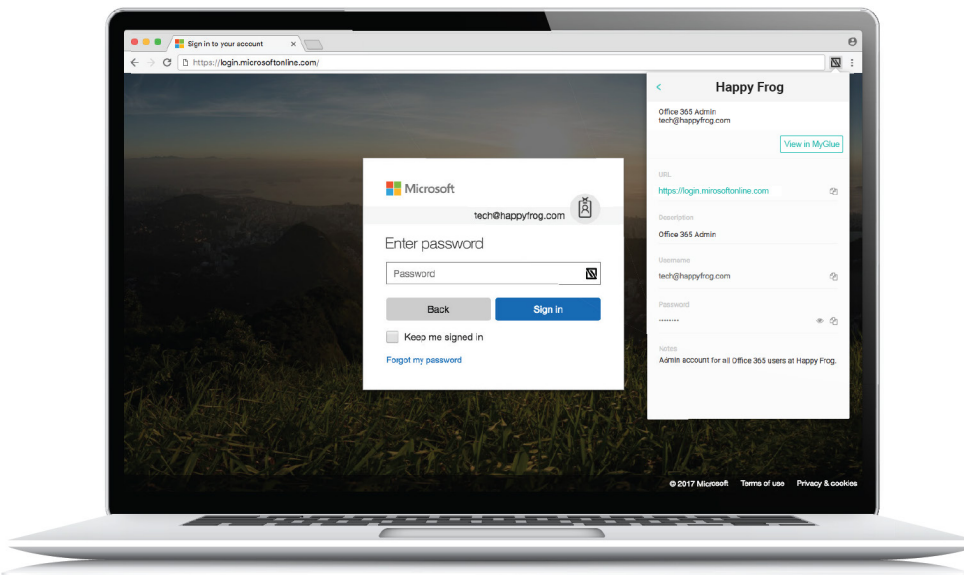 Sign in to your account
https://login.microsoftonline.com/
Microsoft
tech@happyfrog.com
Enter password
Password
Back
Sign in
Keep me signed in
Forgot my password
© 2017 Microsoft
Terms of use
Privacy & cookies
Happy Frog
Office 365 Admin
tech@happyfrog.com
View in MyGlue
URL
https://login.mirosoftonline.com
Description
Office 365 Admin
Username
tech@happyfrog.com
Password
········
Notes
Admin account for all Office 365 users at Happy Frog.